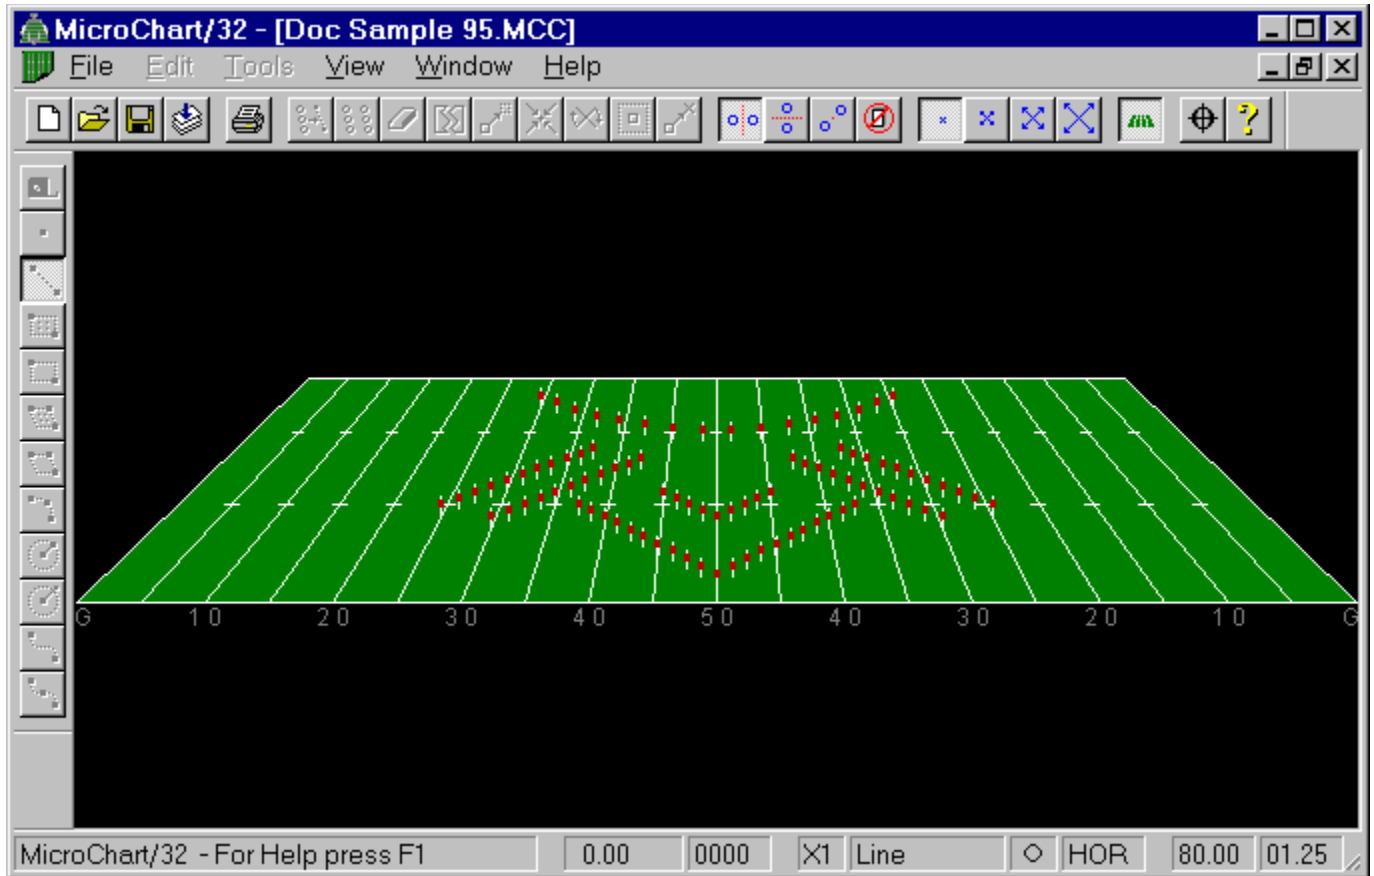 MicroChart/32 - [Doc Sample 95.MCC]
File Edit Tools View Window Help
G 10 20 30 40 50 40 30 20 10 G
MicroChart/32 - For Help press F1 0.00 0000 X1 Line HOR 80.00 01.25